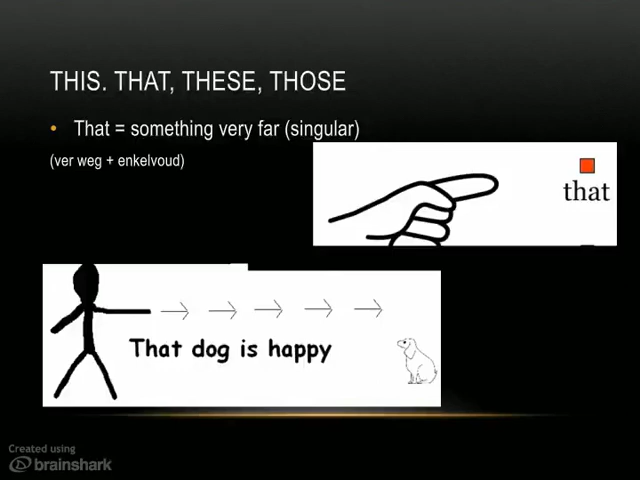 THIS. THAT, THESE, THOSE
• That = something very far (singular)
(ver weg + enkelvoud)
that
That dog is happy
Created using
brainshark